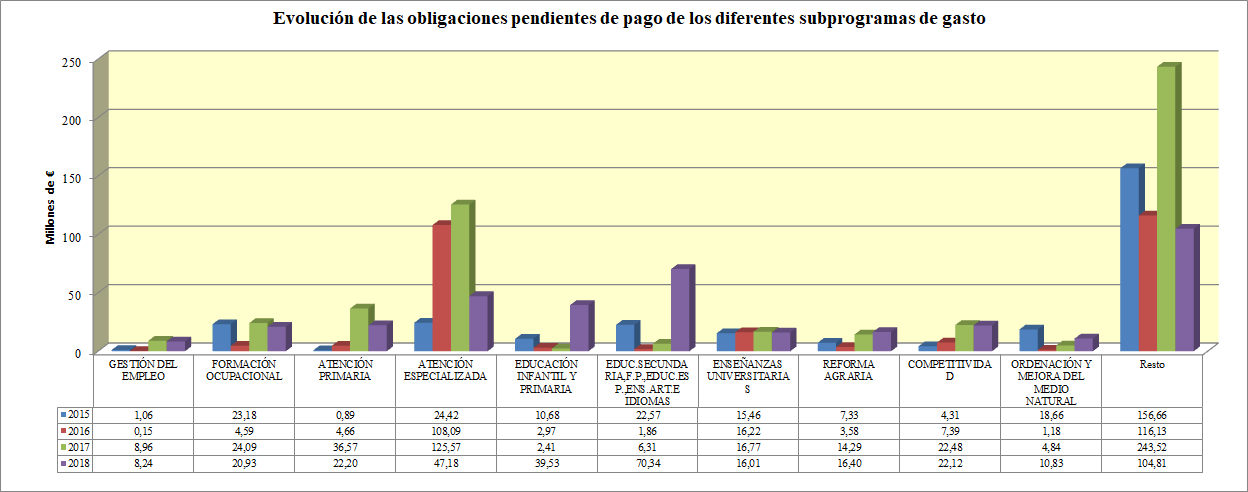 Evolución de las obligaciones pendientes de pago de los diferentes subprogramas de gasto
Millones de €
250
200
150
100
50
0
GESTIÓN DEL
EMPLEO
FORMACIÓN
OCUPACIONAL
ATENCIÓN
PRIMARIA
ATENCIÓN
ESPECIALIZADA
EDUCACIÓN
INFANTIL Y
PRIMARIA
EDUC.SECUNDA
RIA,F.P.,EDUC.ES
P.,ENS.ART.E
IDIOMAS
ENSEÑANZAS
UNIVERSITARIA
S
REFORMA
AGRARIA
COMPETITIVIDA
D
ORDENACIÓN Y
MEJORA DEL
MEDIO
NATURAL
Resto
2015 1,06 23,18 0,89 24,42 10,68 22,57 15,46 7,33 4,31 18,66 156,66
2016 0,15 4,59 4,66 108,09 2,97 1,86 16,22 3,58 7,39 1,18 116,13
2017 8,96 24,09 36,57 125,57 2,41 6,31 16,77 14,29 22,48 4,84 243,52
2018 8,24 20,93 22,20 47,18 39,53 70,34 16,01 16,40 22,12 10,83 104,81